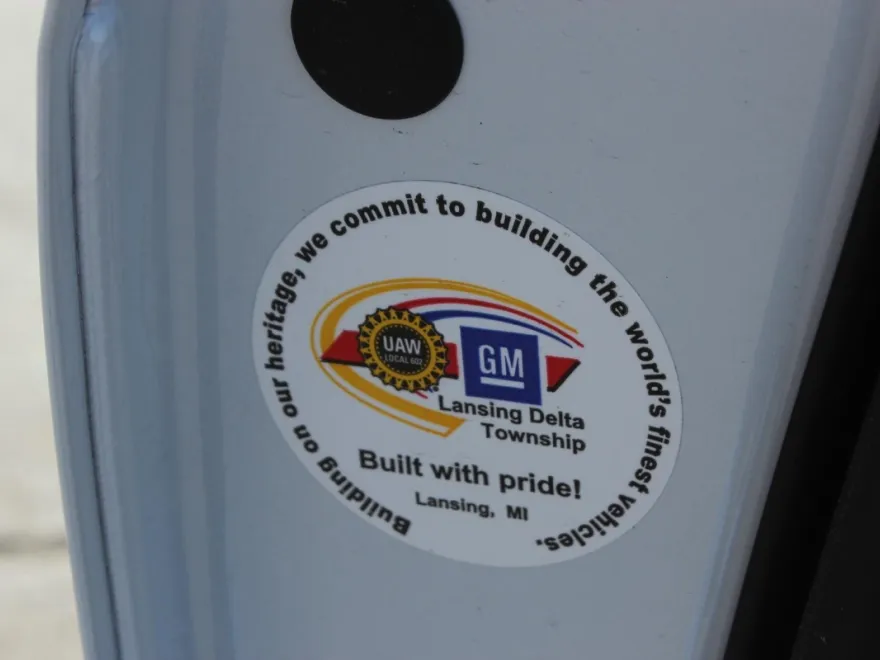 Building on our heritage, we commit to building the world's finest vehicles.
UAW
LOCAL 602
GM
Lansing Delta
Township
Built with pride!
Lansing, MI